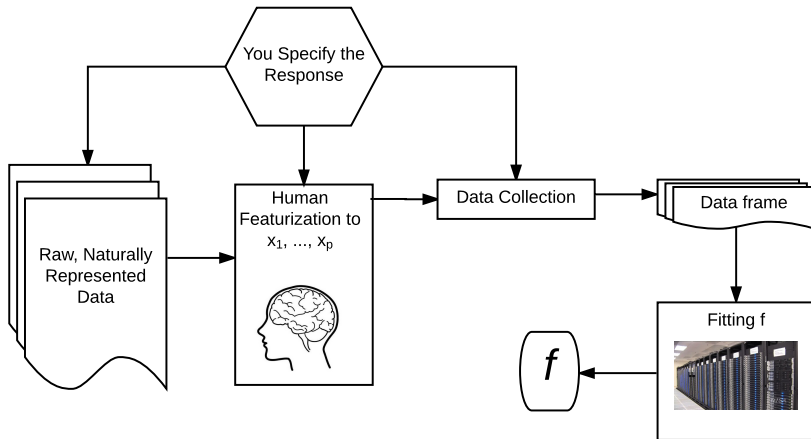 You Specify the
Response
Raw, Naturally
Represented
Data
Human
Featurization to
x₁, ..., xₚ
Data Collection
Data frame
Fitting f
f